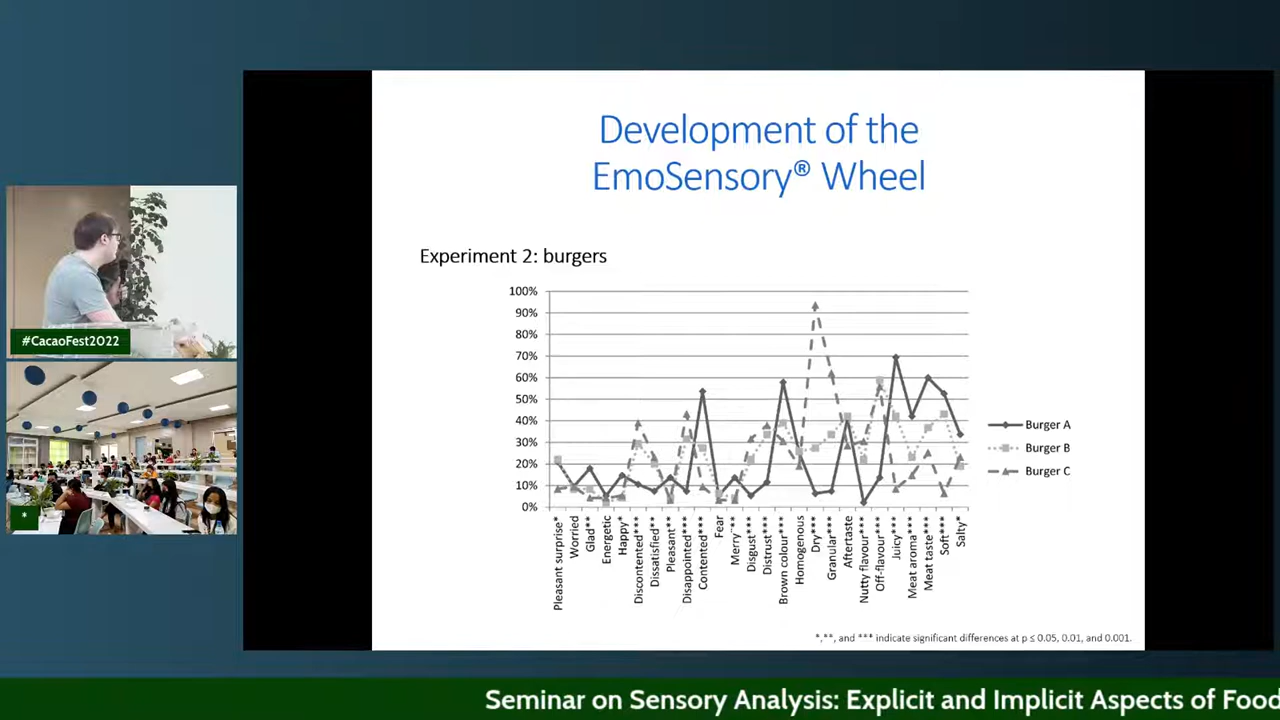 Development of the
EmoSensory® Wheel
Experiment 2: burgers
100%
90%
80%
70%
60%
50%
40%
30%
20%
10%
0%
Pleasant surprise*
Worried
Glad**
Energetic
Happy*
Discontented***
Dissatisfied**
Pleasant**
Disappointed***
Contented***
Fear
Merry**
Disgust***
Distrust***
Brown colour***
Homogenous
Dry***
Granular***
Aftertaste
Nutty flavour***
Off-flavour***
Juicy***
Meat aroma***
Meat taste***
Soft***
Salty*
Burger A
Burger B
Burger C
*,**, and *** indicate significant differences at p ≤ 0.05, 0.01, and 0.001.
#CacaoFest2022
*
Seminar on Sensory Analysis: Explicit and Implicit Aspects of Food